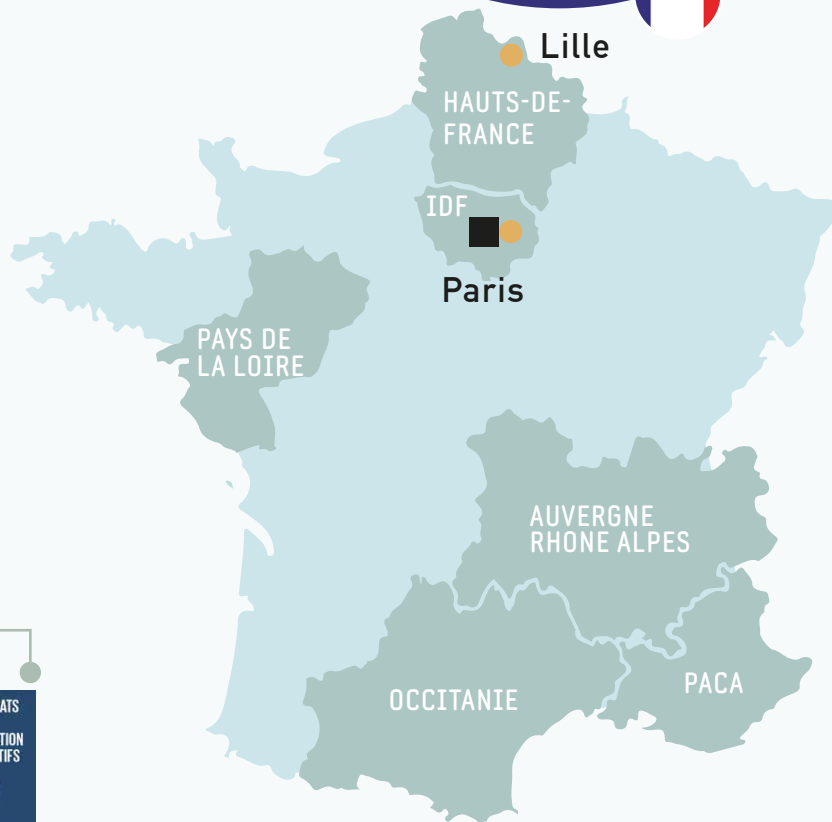 Lille
HAUTS-DE-
FRANCE
IDF
Paris
PAYS DE
LA LOIRE
AUVERGNE
RHONE ALPES
PACA
OCCITANIE